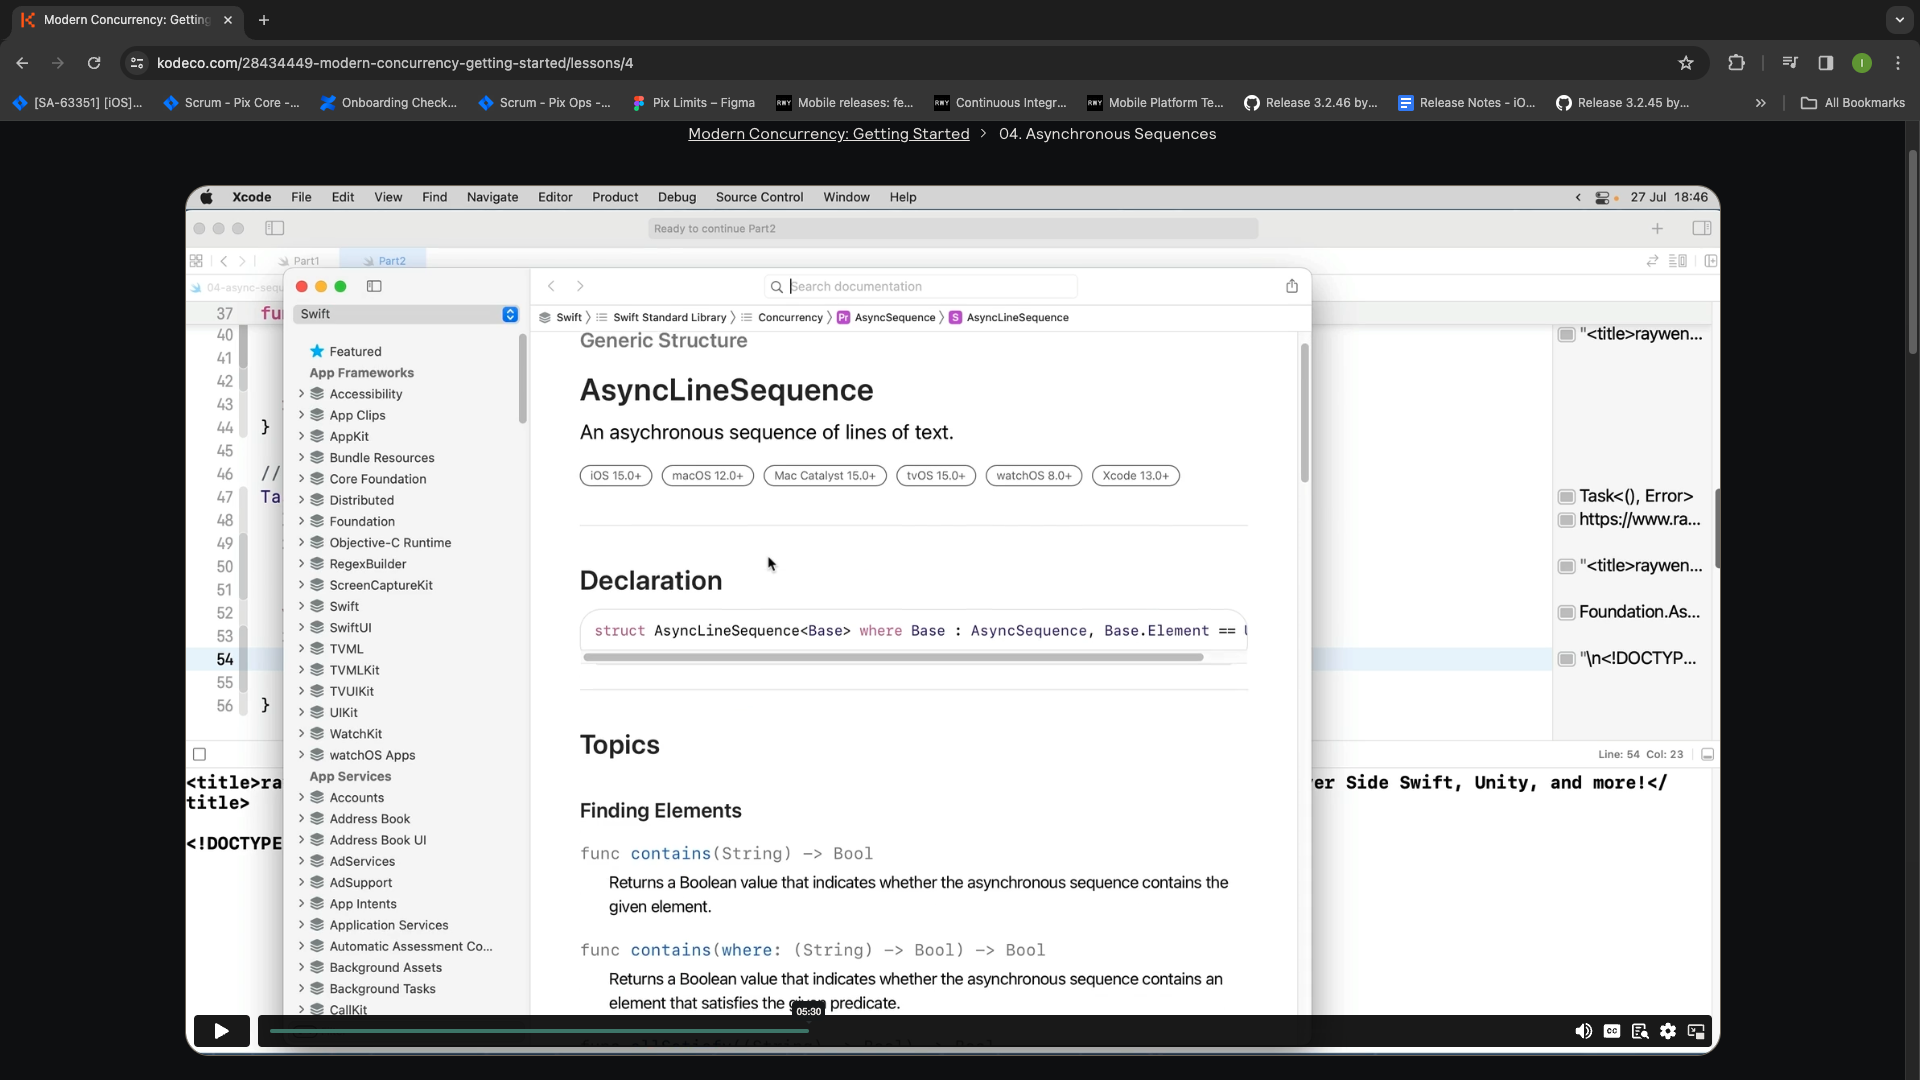 Modern Concurrency: Getting
kodeco.com/28434449-modern-concurrency-getting-started/lessons/4
[SA-63351] [iOS]...
Scrum - Pix Core -...
Onboarding Check...
Scrum - Pix Ops -...
Pix Limits – Figma
Mobile releases: fe...
Continuous Integr...
Mobile Platform Te...
Release 3.2.46 by...
Release Notes - iO...
Release 3.2.45 by...
All Bookmarks
Modern Concurrency: Getting Started > 04. Asynchronous Sequences
Xcode File Edit View Find Navigate Editor Product Debug Source Control Window Help
27 Jul 18:46
Ready to continue Part2
Part1
Part2
04-async-sequ
Search documentation
Swift
Swift > Swift Standard Library > Concurrency > Pr AsyncSequence > S AsyncLineSequence
37 fu
40
41
42
43
44 }
45
46 //
47 Ta
48
49
50
51
52
53
54
55
56 }
Featured
App Frameworks
Accessibility
App Clips
AppKit
Bundle Resources
Core Foundation
Distributed
Foundation
Objective-C Runtime
RegexBuilder
ScreenCaptureKit
Swift
SwiftUI
TVML
TVMLKit
TVUIKit
UIKit
WatchKit
watchOS Apps
App Services
Accounts
Address Book
Address Book UI
AdServices
AdSupport
App Intents
Application Services
Automatic Assessment Co...
Background Assets
Background Tasks
CallKit
Generic Structure
AsyncLineSequence
An asychronous sequence of lines of text.
iOS 15.0+ macOS 12.0+ Mac Catalyst 15.0+ tvOS 15.0+ watchOS 8.0+ Xcode 13.0+
Declaration
struct AsyncLineSequence<Base> where Base : AsyncSequence, Base.Element ==
Topics
Finding Elements
func contains(String) -> Bool
Returns a Boolean value that indicates whether the asynchronous sequence contains the
given element.
func contains(where: (String) -> Bool) -> Bool
Returns a Boolean value that indicates whether the asynchronous sequence contains an
element that satisfies the given predicate.
"<title>raywen...
Task<(), Error>
https://www.ra...
"<title>raywen...
Foundation.As...
"\n<!DOCTYP...
Line: 54 Col: 23
<title>ra
title>
<!DOCTYPE
er Side Swift, Unity, and more!</
05:30
CC